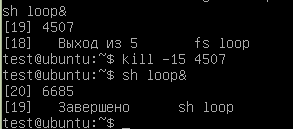 sh loop&
[19] 4507
[18]   Выход из 5       fs loop
test@ubuntu:~$ kill -15 4507
test@ubuntu:~$ sh loop&
[20] 6685
[19]   Завершено      sh loop
test@ubuntu:~$ _